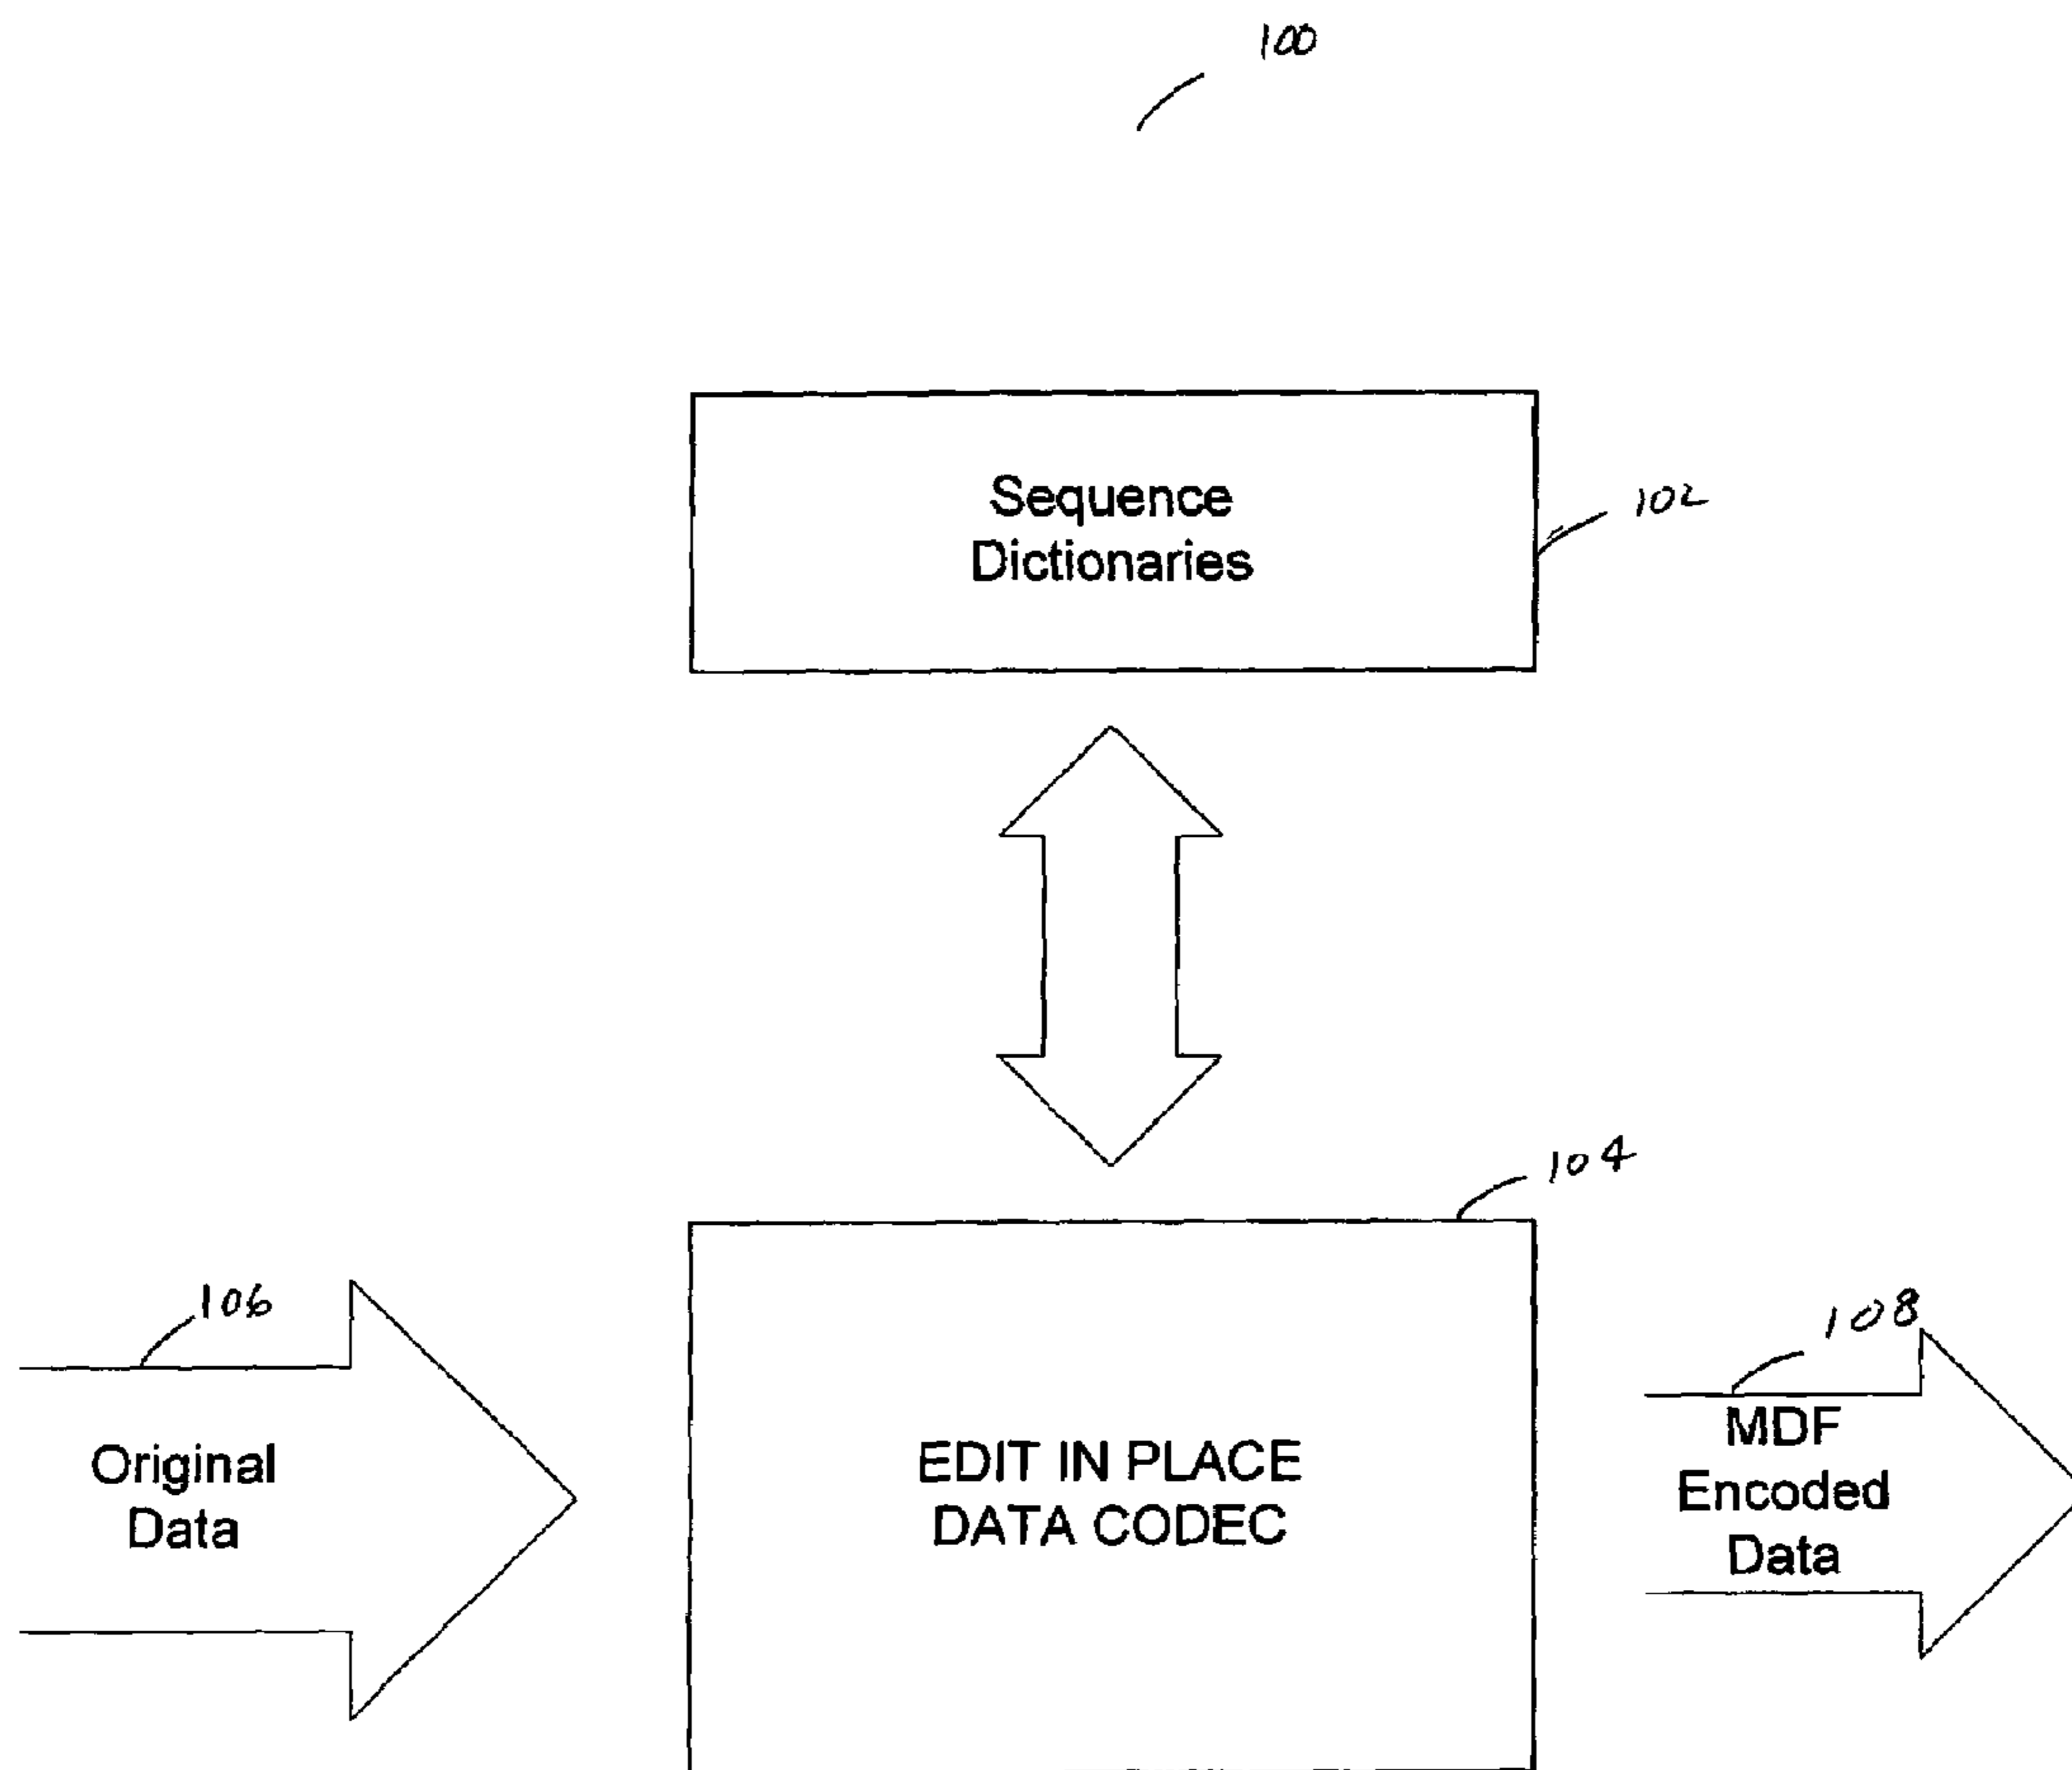 100
Sequence
Dictionaries
102
104
106
Original
Data
EDIT IN PLACE
DATA CODEC
108
MDF
Encoded
Data